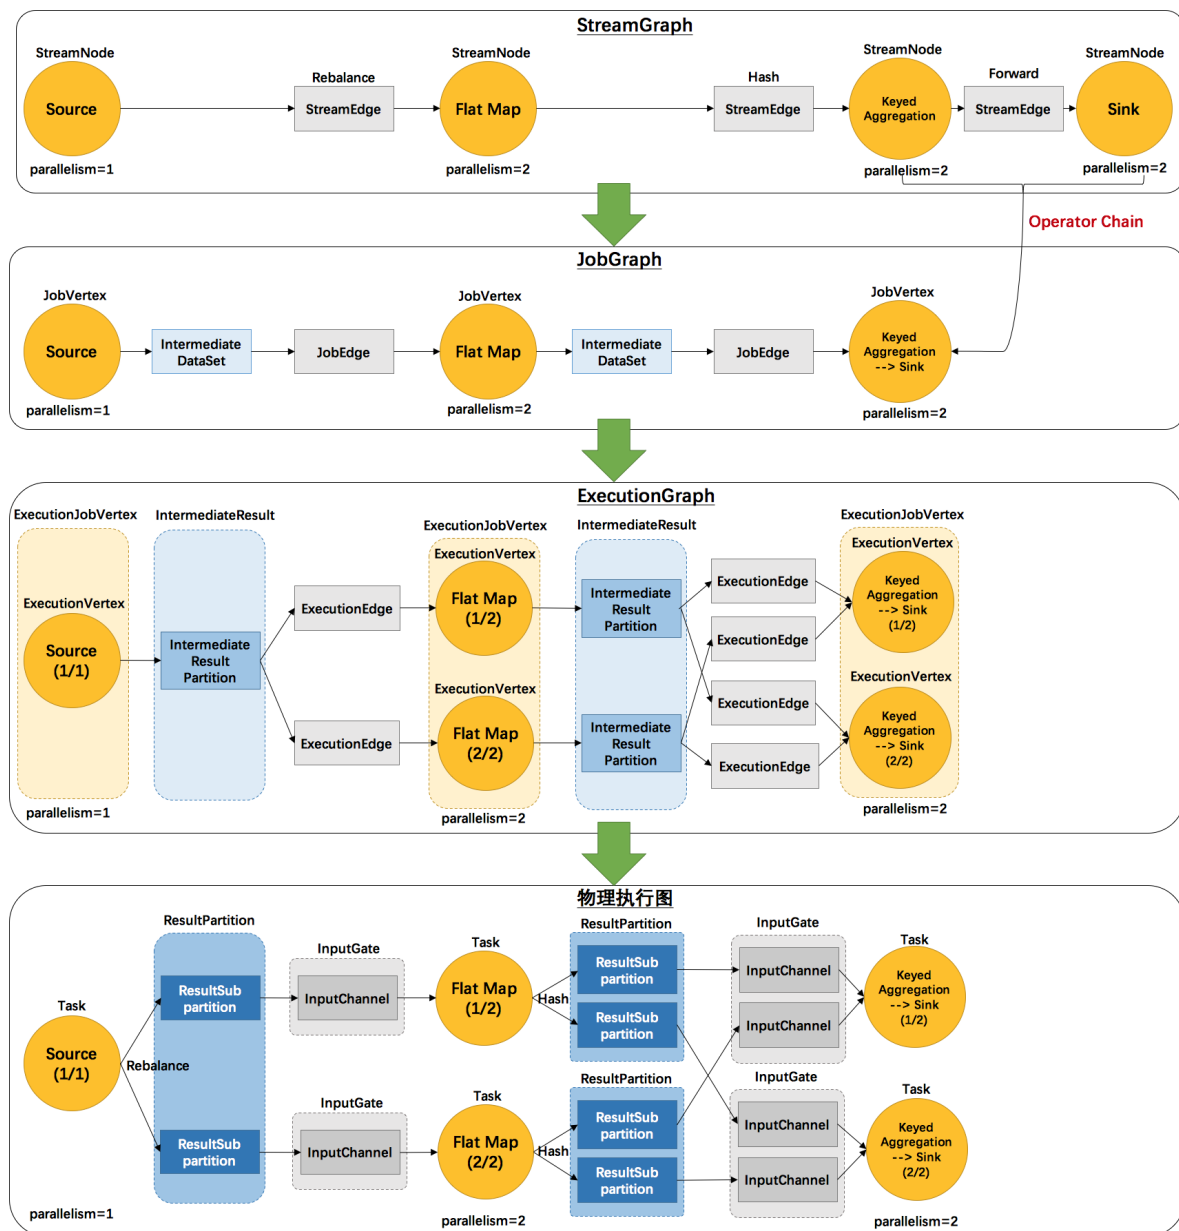 StreamGraph
StreamNode
StreamNode
StreamNode
StreamNode
Rebalance
Hash
Forward
Source
StreamEdge
Flat Map
StreamEdge
Keyed
Aggregation
StreamEdge
Sink
parallelism=1
parallelism=2
parallelism=2
parallelism=2
Operator Chain
JobGraph
JobVertex
JobVertex
JobVertex
Source
Intermediate
DataSet
JobEdge
Flat Map
Intermediate
DataSet
JobEdge
Keyed
Aggregation
--> Sink
parallelism=1
parallelism=2
parallelism=2
ExecutionGraph
ExecutionJobVertex
IntermediateResult
ExecutionJobVertex
IntermediateResult
ExecutionJobVertex
ExecutionVertex
Source
(1/1)
Intermediate
Result
Partition
ExecutionEdge
ExecutionEdge
ExecutionVertex
Flat Map
(1/2)
ExecutionVertex
Flat Map
(2/2)
Intermediate
Result
Partition
Intermediate
Result
Partition
ExecutionEdge
ExecutionEdge
ExecutionEdge
ExecutionEdge
ExecutionVertex
Keyed
Aggregation
--> Sink
(1/2)
ExecutionVertex
Keyed
Aggregation
--> Sink
(2/2)
parallelism=1
parallelism=2
parallelism=2
物理执行图
Task
Source
(1/1)
Rebalance
ResultPartition
ResultSub
partition
ResultSub
partition
InputGate
InputChannel
InputGate
InputChannel
Task
Flat Map
(1/2)
Hash
Task
Flat Map
(2/2)
Hash
ResultPartition
ResultSub
partition
ResultSub
partition
ResultPartition
ResultSub
partition
ResultSub
partition
InputGate
InputChannel
InputChannel
InputGate
InputChannel
InputChannel
Task
Keyed
Aggregation
--> Sink
(1/2)
Task
Keyed
Aggregation
--> Sink
(2/2)
parallelism=1
parallelism=2
parallelism=2